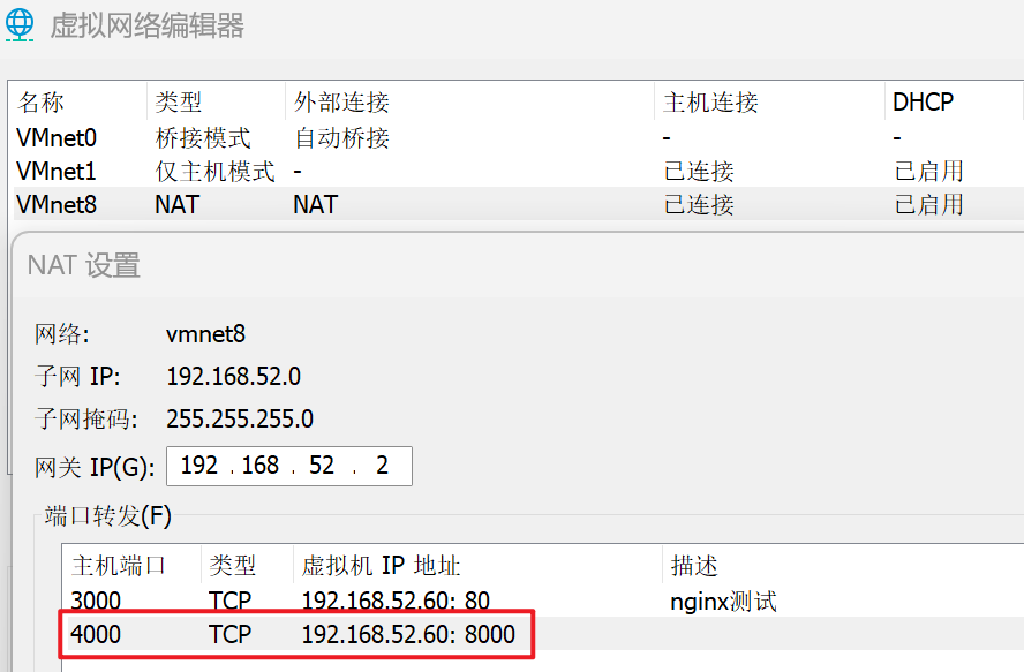 虚拟网络编辑器
名称 类型 外部连接 主机连接 DHCP
VMnet0 桥接模式 自动桥接 - -
VMnet1 仅主机模式 - 已连接 已启用
VMnet8 NAT NAT 已连接 已启用
NAT 设置
网络: vmnet8
子网 IP: 192.168.52.0
子网掩码: 255.255.255.0
网关 IP(G): 192 . 168 . 52 . 2
端口转发(F)
主机端口 类型 虚拟机 IP 地址 描述
3000 TCP 192.168.52.60: 80 nginx测试
4000 TCP 192.168.52.60: 8000